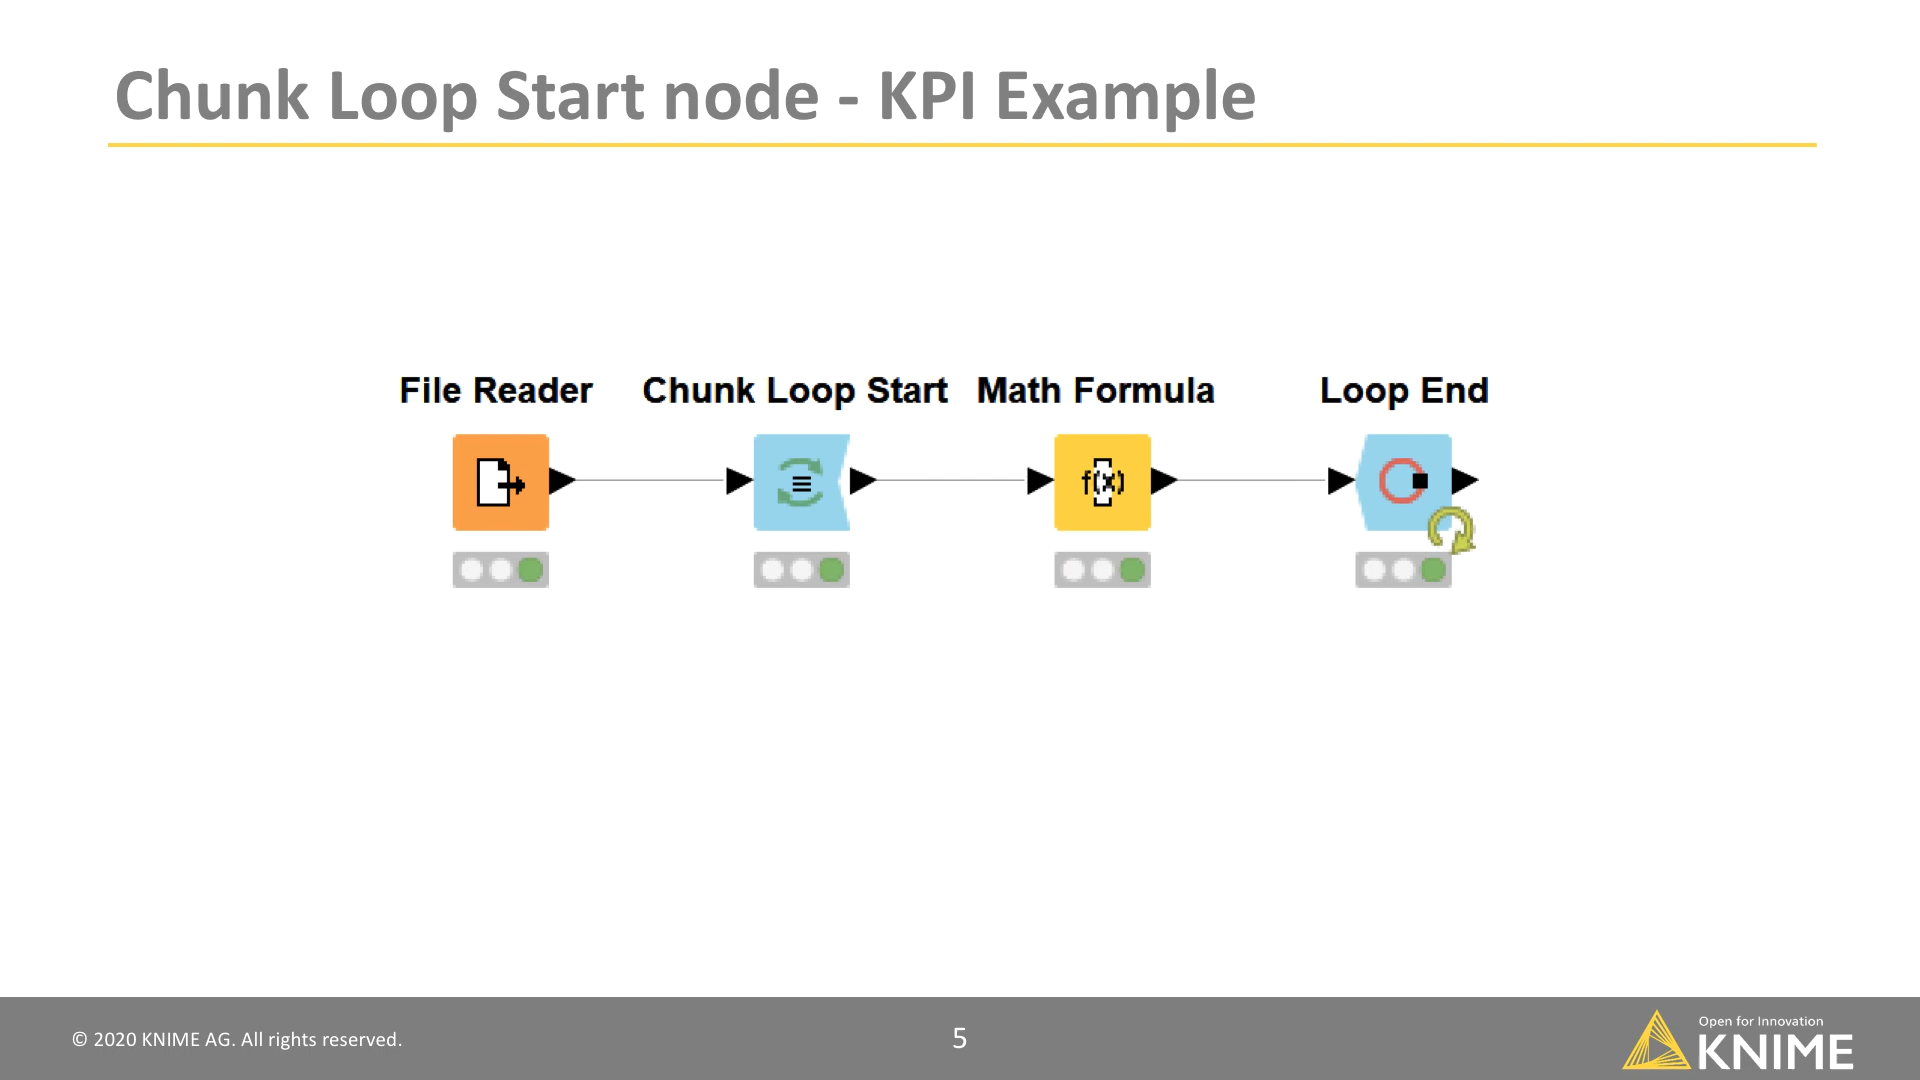 Chunk Loop Start node - KPI Example
File Reader
Chunk Loop Start
Math Formula
Loop End
f(x)
© 2020 KNIME AG. All rights reserved.
5
Open for Innovation
KNIME